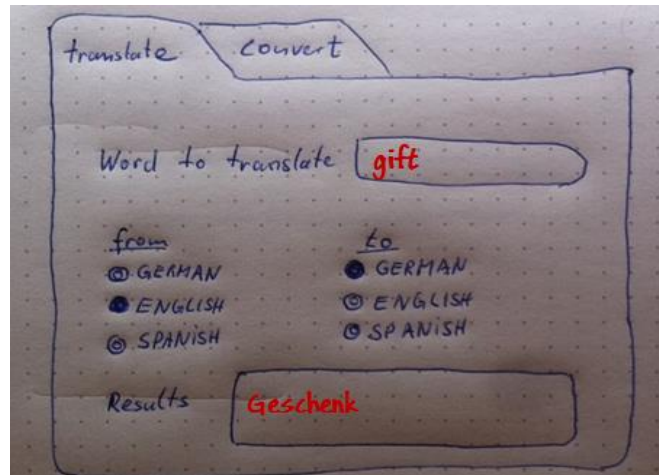 translate convert
Word to translate gift
from to
GERMAN GERMAN
ENGLISH ENGLISH
SPANISH SPANISH
Results Geschenk